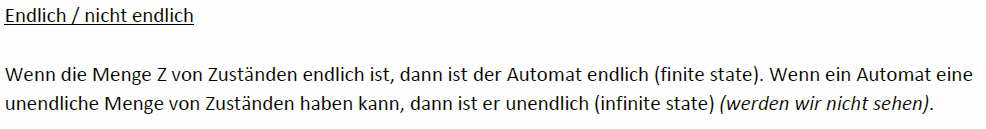 Endlich / nicht endlich
Wenn die Menge Z von Zuständen endlich ist, dann ist der Automat endlich (finite state). Wenn ein Automat eine
unendliche Menge von Zuständen haben kann, dann ist er unendlich (infinite state) (werden wir nicht sehen).